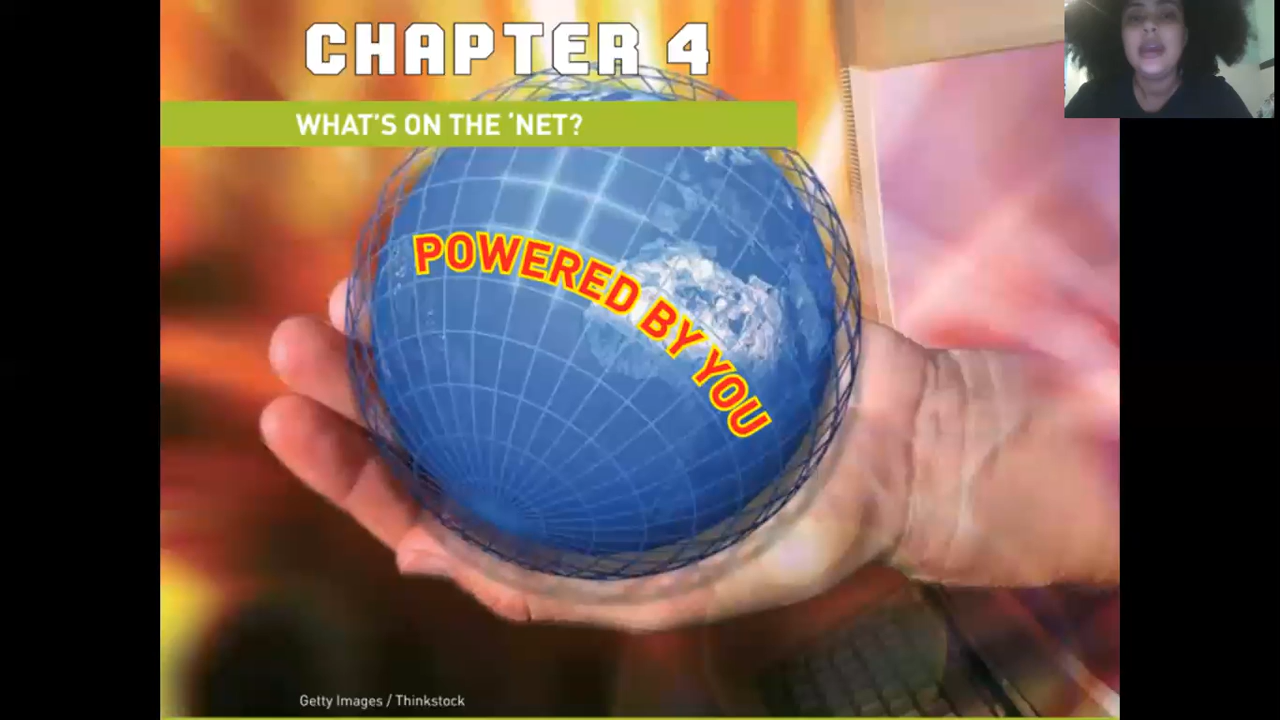 CHAPTER 4
WHAT'S ON THE 'NET?
POWERED BY YOU
Getty Images / Thinkstock